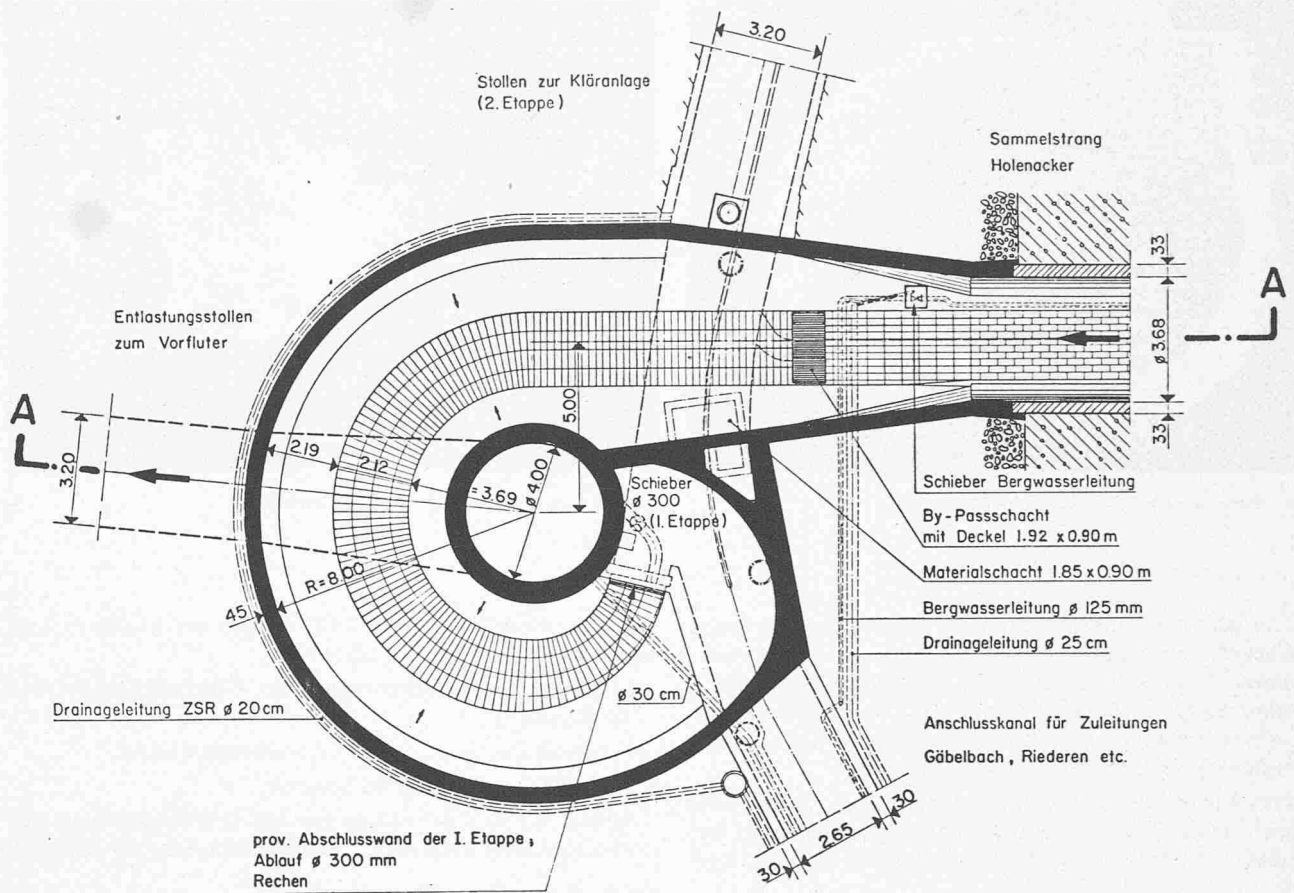 3.20
Stollen zur Kläranlage
(2. Etappe)
Sammelstrang
Holenacker
33
A
ø 3.68
33
Entlastungsstollen
zum Vorfluter
A
3.20
5.00
2.19
2.12
= 3.69
ø 4.00
Schieber
ø 300
(I. Etappe)
R = 8.00
45
Schieber Bergwasserleitung
By-Passschacht
mit Deckel 1.92 x 0.90 m
Materialschacht 1.85 x 0.90 m
Bergwasserleitung ø 125 mm
Drainageleitung ø 25 cm
ø 30 cm
Drainageleitung ZSR ø 20 cm
Anschlusskanal für Zuleitungen
Gäbelbach, Riederen etc.
30
2.65
30
prov. Abschlusswand der I. Etappe;
Ablauf ø 300 mm
Rechen